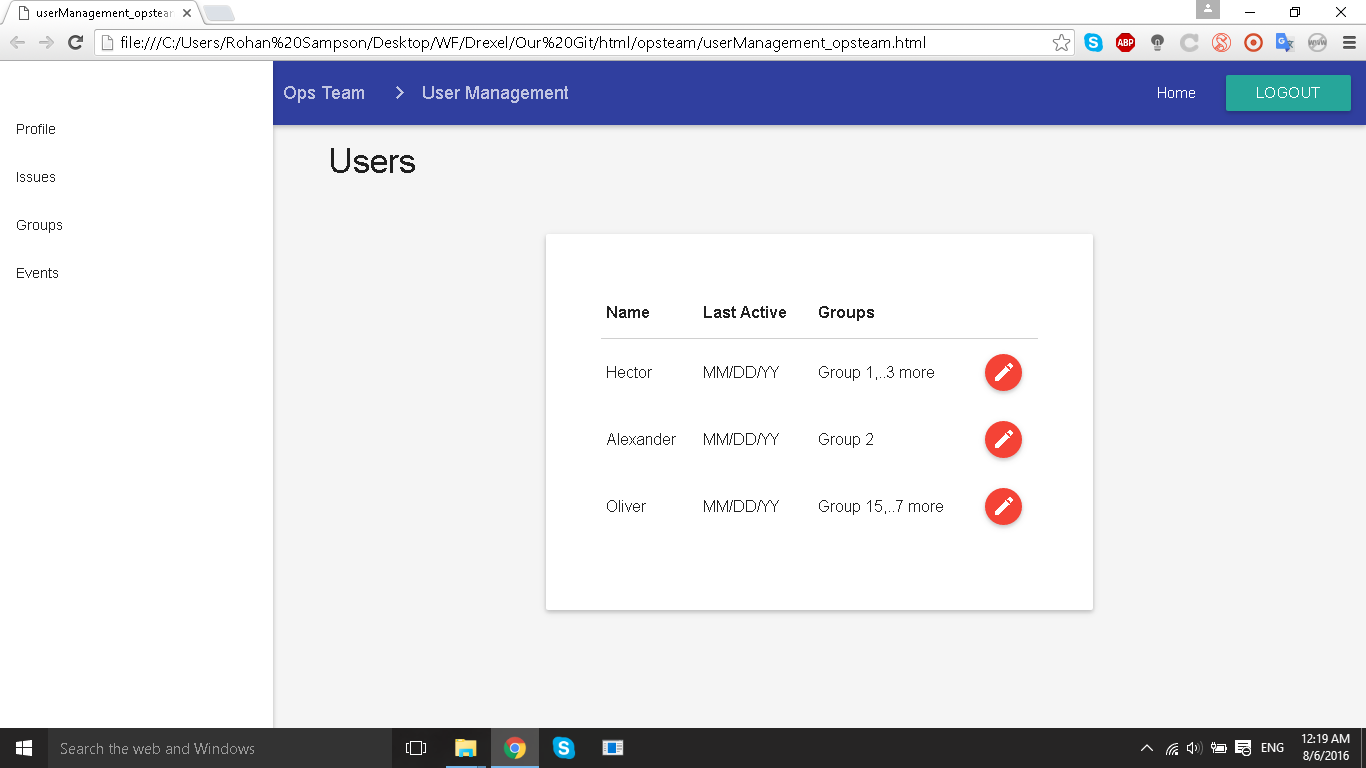 userManagement_opstear
file:///C:/Users/Rohan%20Sampson/Desktop/WF/Drexel/Our%20Git/html/opsteam/userManagement_opsteam.html
ABP
Ops Team > User Management
Home
LOGOUT
Profile
Issues
Groups
Events
Users
Name Last Active Groups
Hector MM/DD/YY Group 1,..3 more
Alexander MM/DD/YY Group 2
Oliver MM/DD/YY Group 15,..7 more
Search the web and Windows
ENG
12:19 AM
8/6/2016